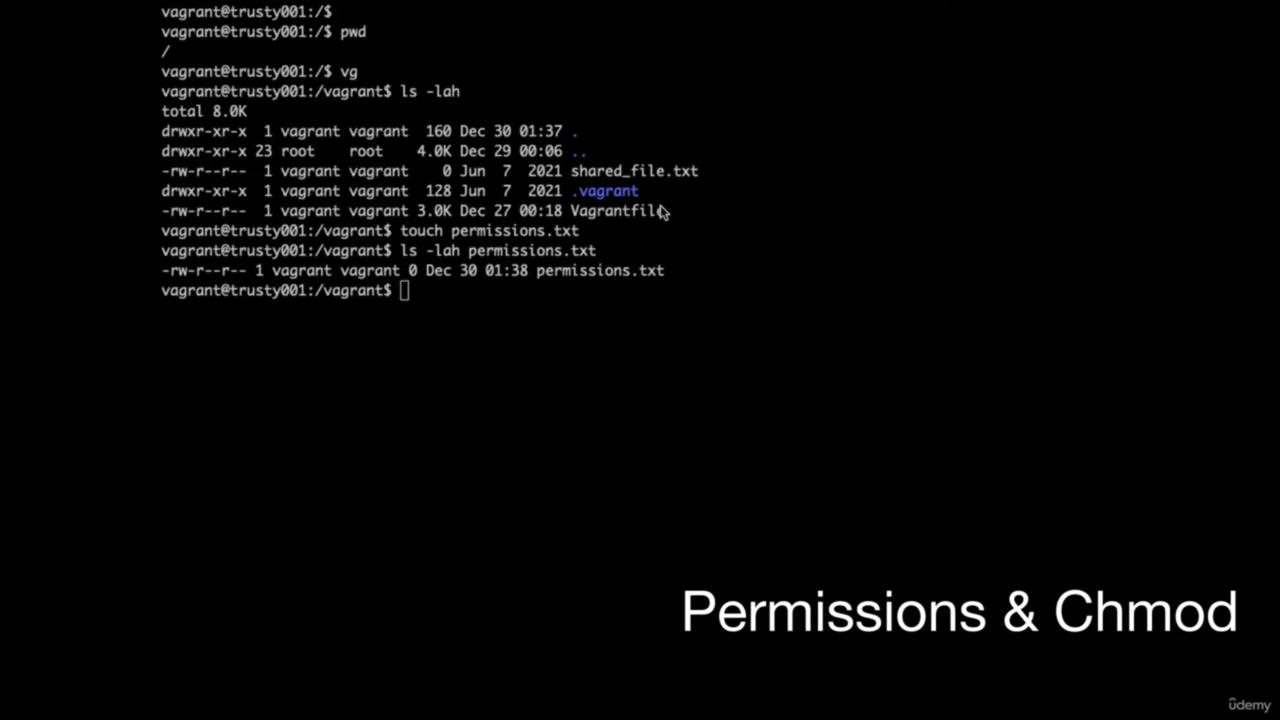 vagrant@trusty001:/$
vagrant@trusty001:/$ pwd
/
vagrant@trusty001:/$ vg
vagrant@trusty001:/vagrant$ ls -lah
total 8.0K
drwxr-xr-x  1 vagrant vagrant  160 Dec 30 01:37 .
drwxr-xr-x 23 root    root    4.0K Dec 29 00:06 ..
-rw-r--r--  1 vagrant vagrant    0 Jun  7  2021 shared_file.txt
drwxr-xr-x  1 vagrant vagrant  128 Jun  7  2021 .vagrant
-rw-r--r--  1 vagrant vagrant 3.0K Dec 27 00:18 Vagrantfile
vagrant@trusty001:/vagrant$ touch permissions.txt
vagrant@trusty001:/vagrant$ ls -lah permissions.txt
-rw-r--r-- 1 vagrant vagrant 0 Dec 30 01:38 permissions.txt
vagrant@trusty001:/vagrant$
Permissions & Chmod
ûdemy